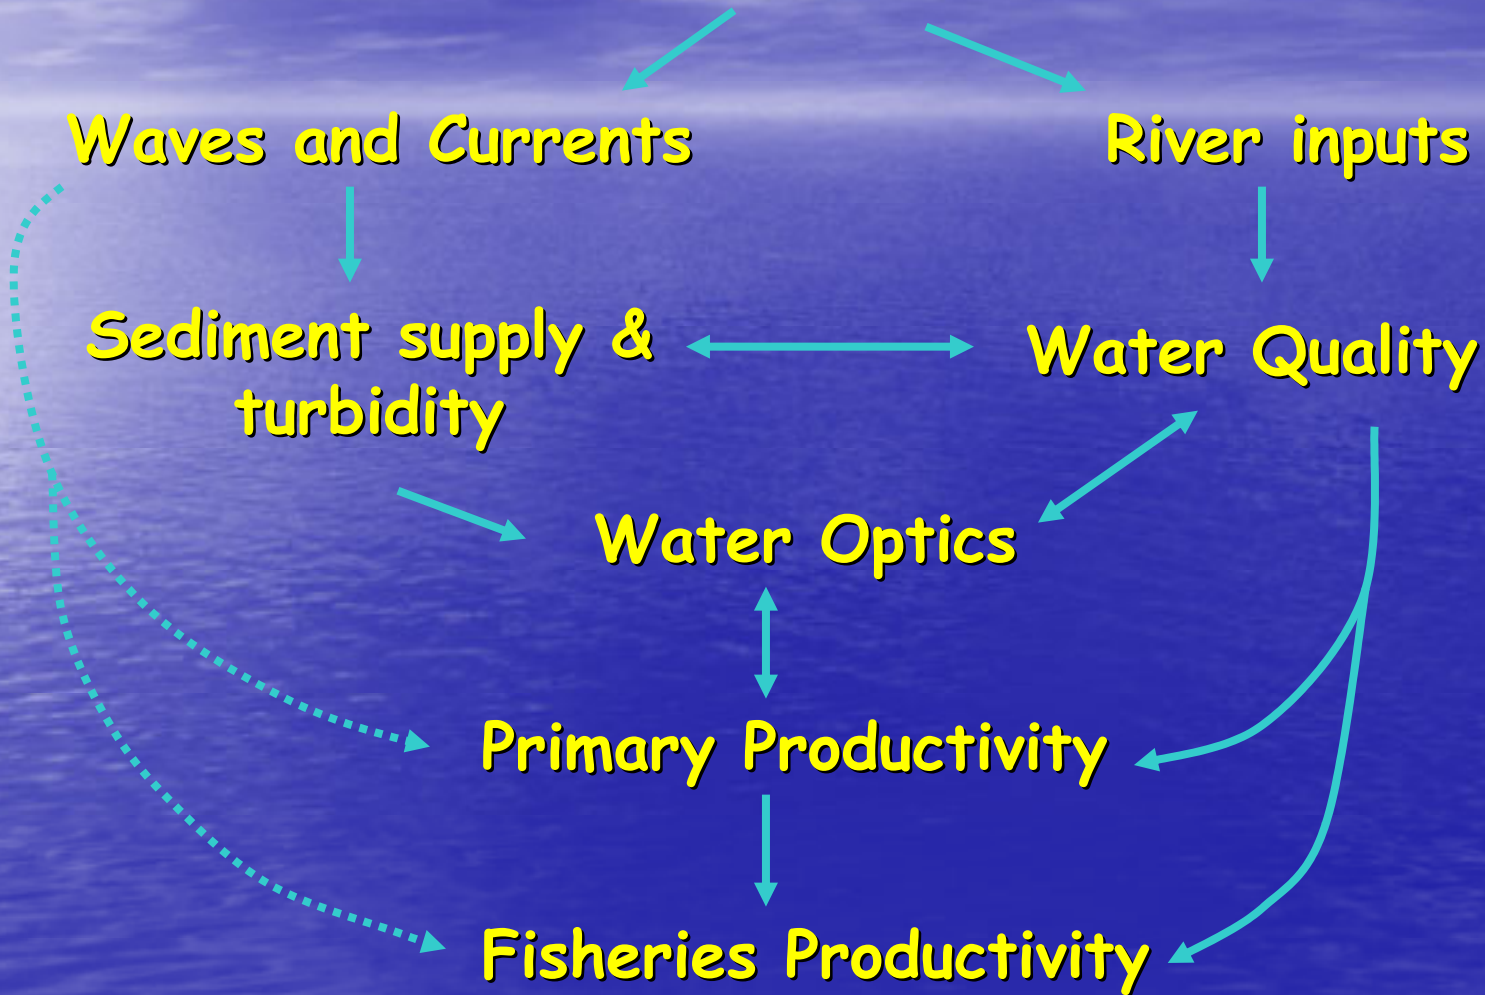 Waves and Currents
River inputs
Sediment supply &
turbidity
Water Quality
Water Optics
Primary Productivity
Fisheries Productivity